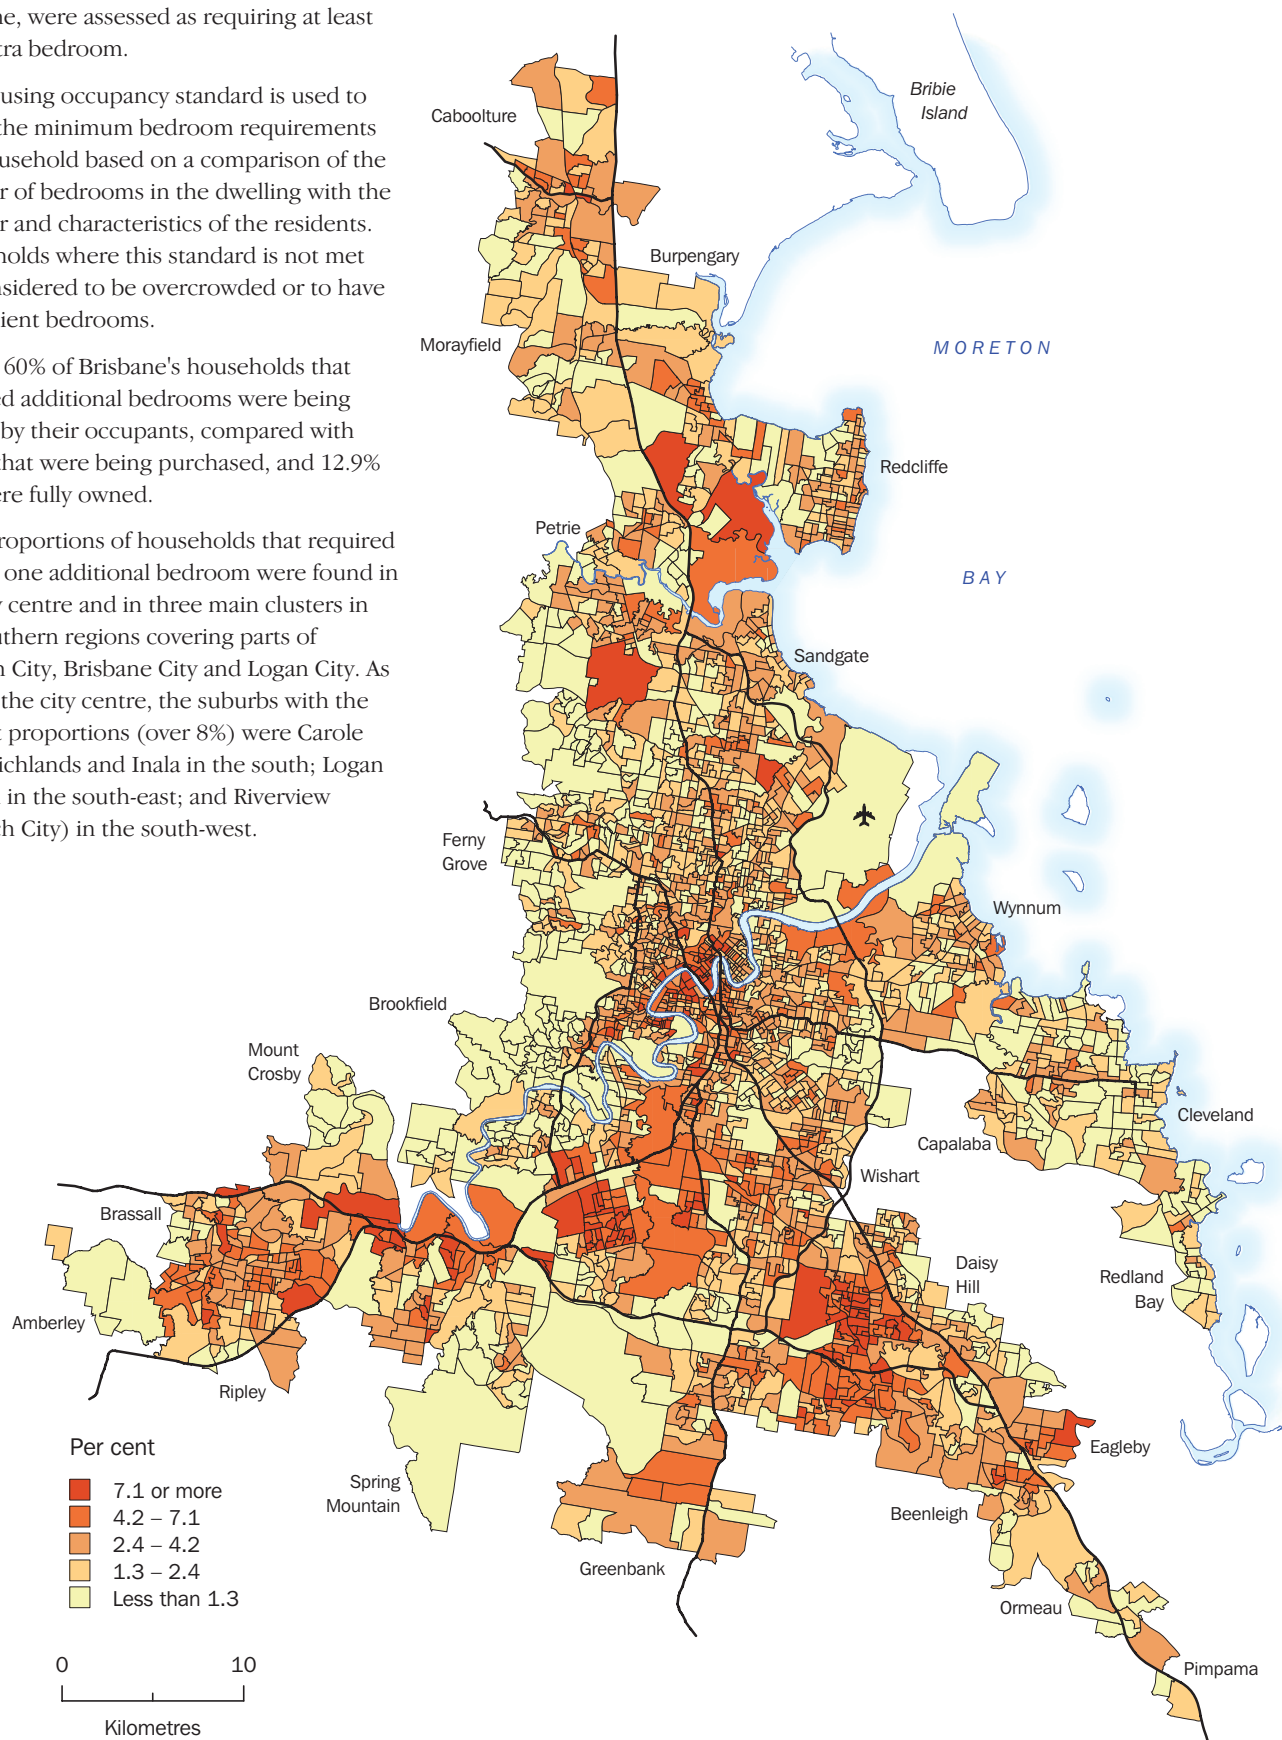 ne, were assessed as requiring at least
tra bedroom.
using occupancy standard is used to
the minimum bedroom requirements
ousehold based on a comparison of the
r of bedrooms in the dwelling with the
r and characteristics of the residents.
holds where this standard is not met
nsidered to be overcrowded or to have
ient bedrooms.
60% of Brisbane's households that
ed additional bedrooms were being
by their occupants, compared with
that were being purchased, and 12.9%
ere fully owned.
roportions of households that required
one additional bedroom were found in
y centre and in three main clusters in
uthern regions covering parts of
h City, Brisbane City and Logan City. As
the city centre, the suburbs with the
t proportions (over 8%) were Carole
ichlands and Inala in the south; Logan
in the south-east; and Riverview
ch City) in the south-west.
Caboolture
Bribie
Island
Burpengary
Morayfield
MORETON
Redcliffe
Petrie
BAY
Sandgate
Ferny
Grove
Wynnum
Brookfield
Mount
Crosby
Cleveland
Capalaba
Wishart
Brassall
Daisy
Hill
Redland
Bay
Amberley
Ripley
Eagleby
Spring
Mountain
Beenleigh
Greenbank
Ormeau
Pimpama
Per cent
7.1 or more
4.2 – 7.1
2.4 – 4.2
1.3 – 2.4
Less than 1.3
0 10
Kilometres